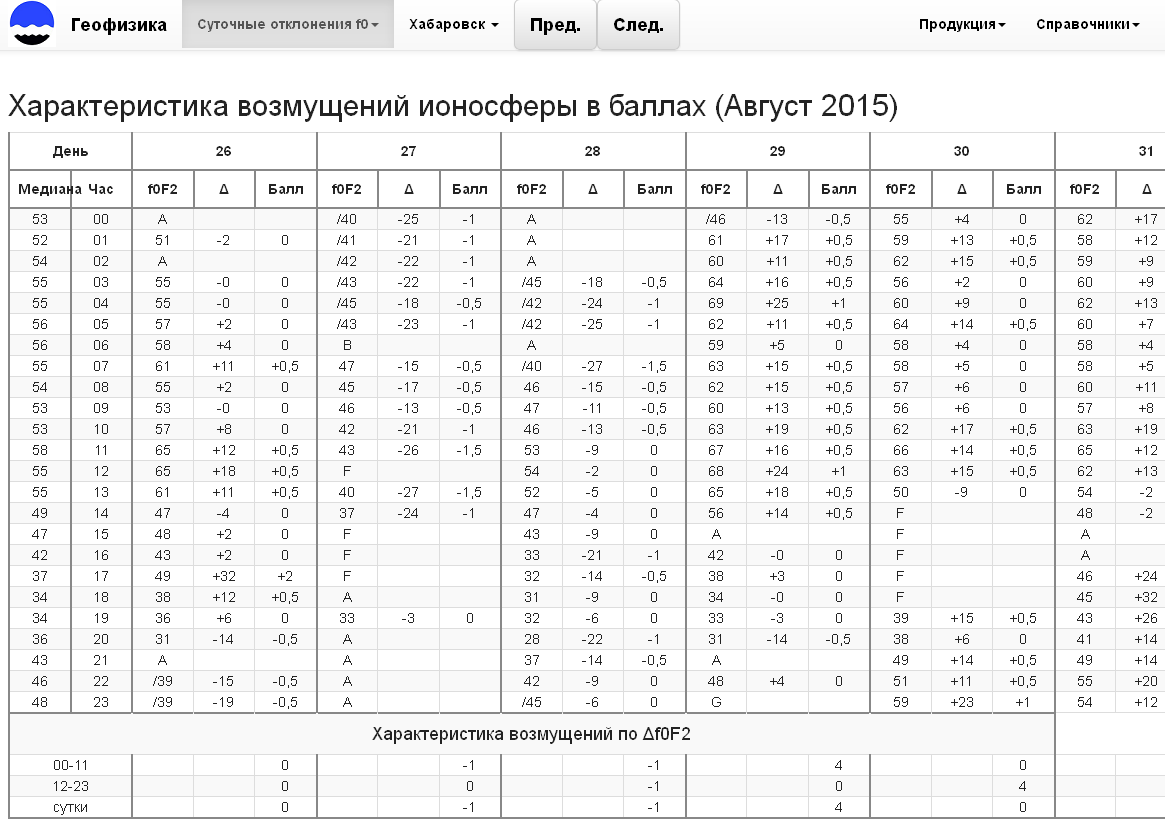 Геофизика Суточные отклонения f0 Хабаровск Пред. След. Продукция Справочники
Характеристика возмущений ионосферы в баллах (Август 2015)
День 26 27 28 29 30 31
Медиана Час f0F2 Δ Балл f0F2 Δ Балл f0F2 Δ Балл f0F2 Δ Балл f0F2 Δ Балл f0F2 Δ
53 00 A /40 -25 -1 A /46 -13 -0,5 55 +4 0 62 +17
52 01 51 -2 0 /41 -21 -1 A 61 +17 +0,5 59 +13 +0,5 58 +12
54 02 A /42 -22 -1 A 60 +11 +0,5 62 +15 +0,5 59 +9
55 03 55 -0 0 /43 -22 -1 /45 -18 -0,5 64 +16 +0,5 56 +2 0 60 +9
55 04 55 -0 0 /45 -18 -0,5 /42 -24 -1 69 +25 +1 60 +9 0 62 +13
56 05 57 +2 0 /43 -23 -1 /42 -25 -1 62 +11 +0,5 64 +14 +0,5 60 +7
56 06 58 +4 0 B A 59 +5 0 58 +4 0 58 +4
55 07 61 +11 +0,5 47 -15 -0,5 /40 -27 -1,5 63 +15 +0,5 58 +5 0 58 +5
54 08 55 +2 0 45 -17 -0,5 46 -15 -0,5 62 +15 +0,5 57 +6 0 60 +11
53 09 53 -0 0 46 -13 -0,5 47 -11 -0,5 60 +13 +0,5 56 +6 0 57 +8
53 10 57 +8 0 42 -21 -1 46 -13 -0,5 63 +19 +0,5 62 +17 +0,5 63 +19
58 11 65 +12 +0,5 43 -26 -1,5 53 -9 0 67 +16 +0,5 66 +14 +0,5 65 +12
55 12 65 +18 +0,5 F 54 -2 0 68 +24 +1 63 +15 +0,5 62 +13
55 13 61 +11 +0,5 40 -27 -1,5 52 -5 0 65 +18 +0,5 50 -9 0 54 -2
49 14 47 -4 0 37 -24 -1 47 -4 0 56 +14 +0,5 F 48 -2
47 15 48 +2 0 F 43 -9 0 A F A
42 16 43 +2 0 F 33 -21 -1 42 -0 0 F A
37 17 49 +32 +2 F 32 -14 -0,5 38 +3 0 F 46 +24
34 18 38 +12 +0,5 A 31 -9 0 34 -0 0 F 45 +32
34 19 36 +6 0 33 -3 0 32 -6 0 33 -3 0 39 +15 +0,5 43 +26
36 20 31 -14 -0,5 A 28 -22 -1 31 -14 -0,5 38 +6 0 41 +14
43 21 A A 37 -14 -0,5 A 49 +14 +0,5 49 +14
46 22 /39 -15 -0,5 A 42 -9 0 48 +4 0 51 +11 +0,5 55 +20
48 23 /39 -19 -0,5 A /45 -6 0 G 59 +23 +1 54 +12
Характеристика возмущений по Δf0F2
00-11 0 -1 -1 4 0
12-23 0 0 -1 0 4
сутки 0 -1 -1 4 0